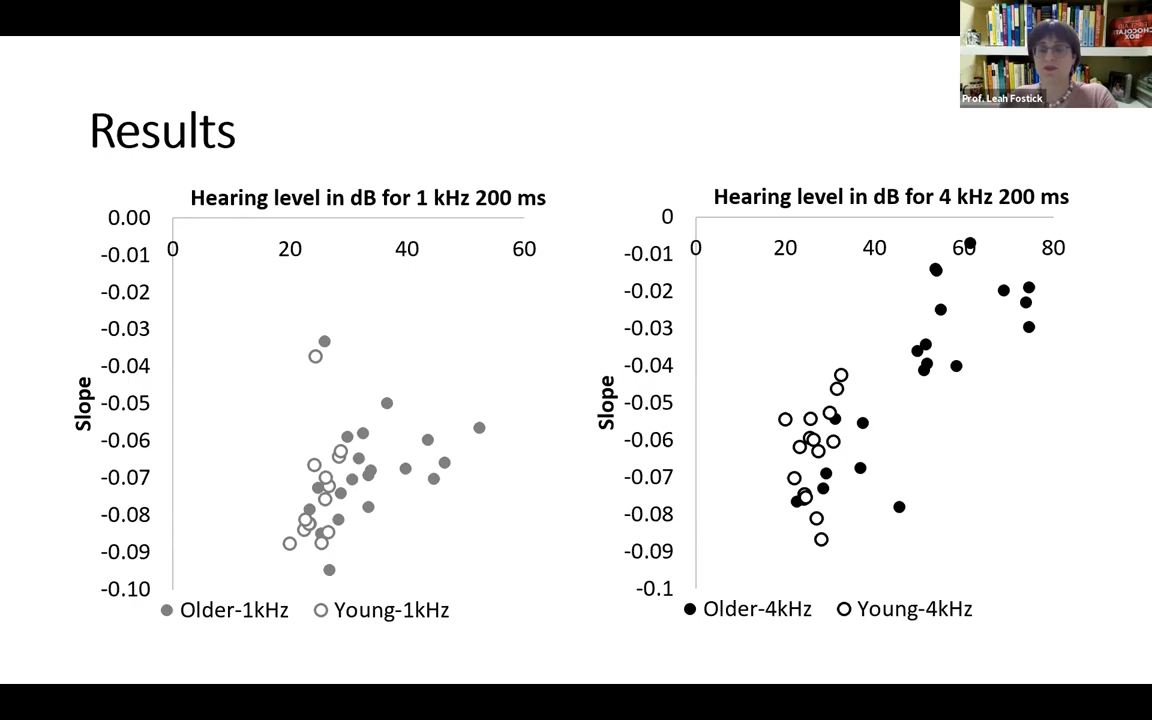 Prof. Leah Fostick
Results
Hearing level in dB for 1 kHz 200 ms
0.00
0 20 40 60
-0.01
-0.02
-0.03
-0.04
-0.05
-0.06
-0.07
-0.08
-0.09
-0.10
Slope
Older-1kHz Young-1kHz
Hearing level in dB for 4 kHz 200 ms
0
0 20 40 60 80
-0.01
-0.02
-0.03
-0.04
-0.05
-0.06
-0.07
-0.08
-0.09
-0.1
Slope
Older-4kHz Young-4kHz